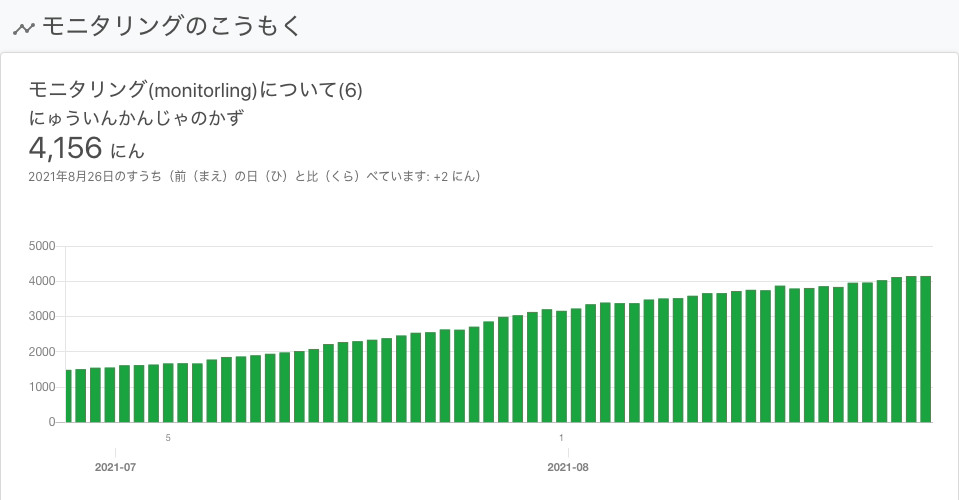 モニタリングのこうもく
モニタリング(monitorling)について(6)
にゅういんかんじゃのかず
4,156 にん
2021年8月26日のすうち（前（まえ）の日（ひ）と比（くら）べています: +2 にん）
5000
4000
3000
2000
1000
0
5 1
2021-07 2021-08